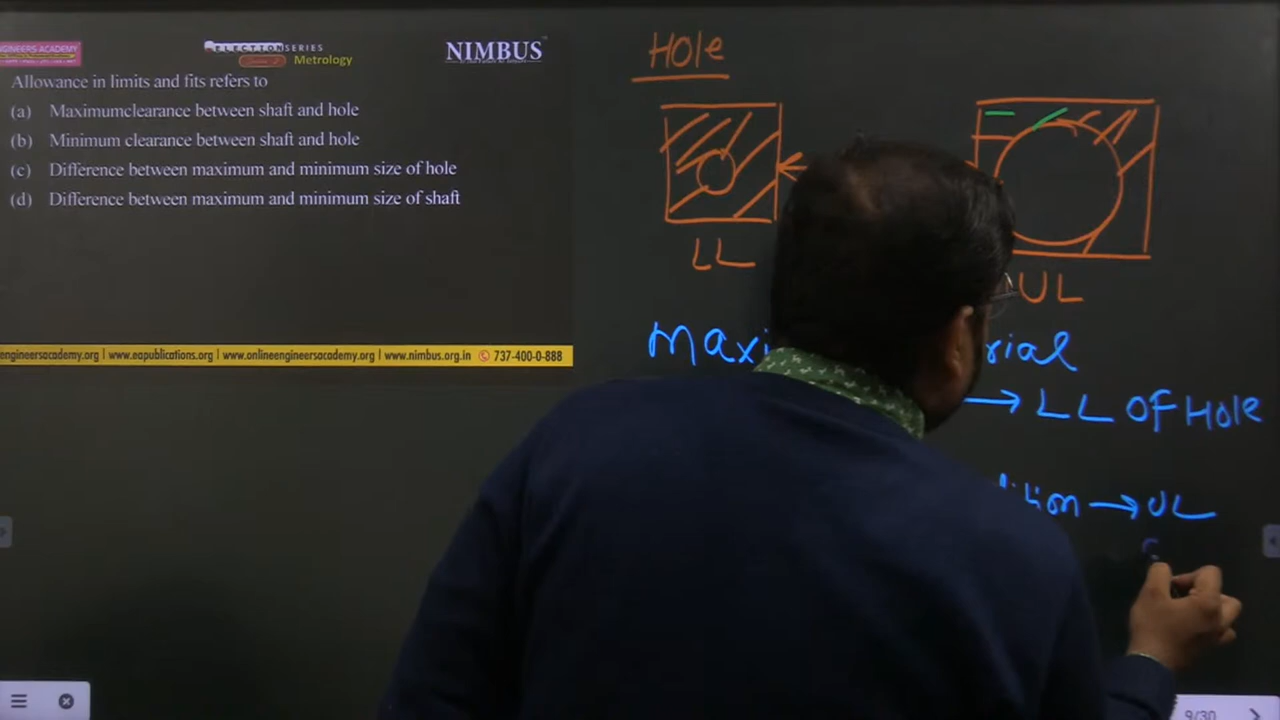 ENGINEERS ACADEMY
SELECTION SERIES
Metrology
NIMBUS
Allowance in limits and fits refers to
(a) Maximumclearance between shaft and hole
(b) Minimum clearance between shaft and hole
(c) Difference between maximum and minimum size of hole
(d) Difference between maximum and minimum size of shaft
engineersacademy.org | www.eapublications.org | www.onlineengineersacademy.org | www.nimbus.org.in 737-400-0-888
Hole
LL
UL
→ LL OF HOLE
→ UL
9/30